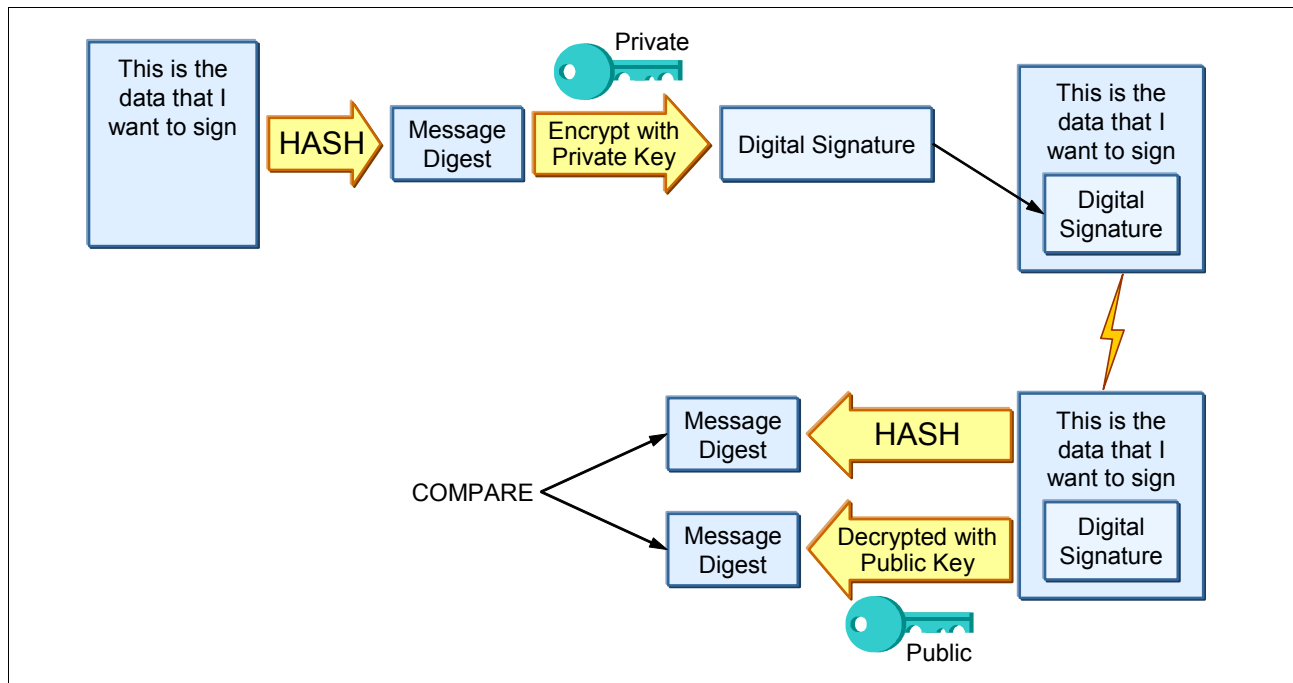 Private
This is the
data that I
want to sign
HASH
Message
Digest
Encrypt with
Private Key
Digital Signature
This is the
data that I
want to sign
Digital
Signature
Message
Digest
HASH
This is the
data that I
want to sign
COMPARE
Message
Digest
Decrypted with
Public Key
Digital
Signature
Public